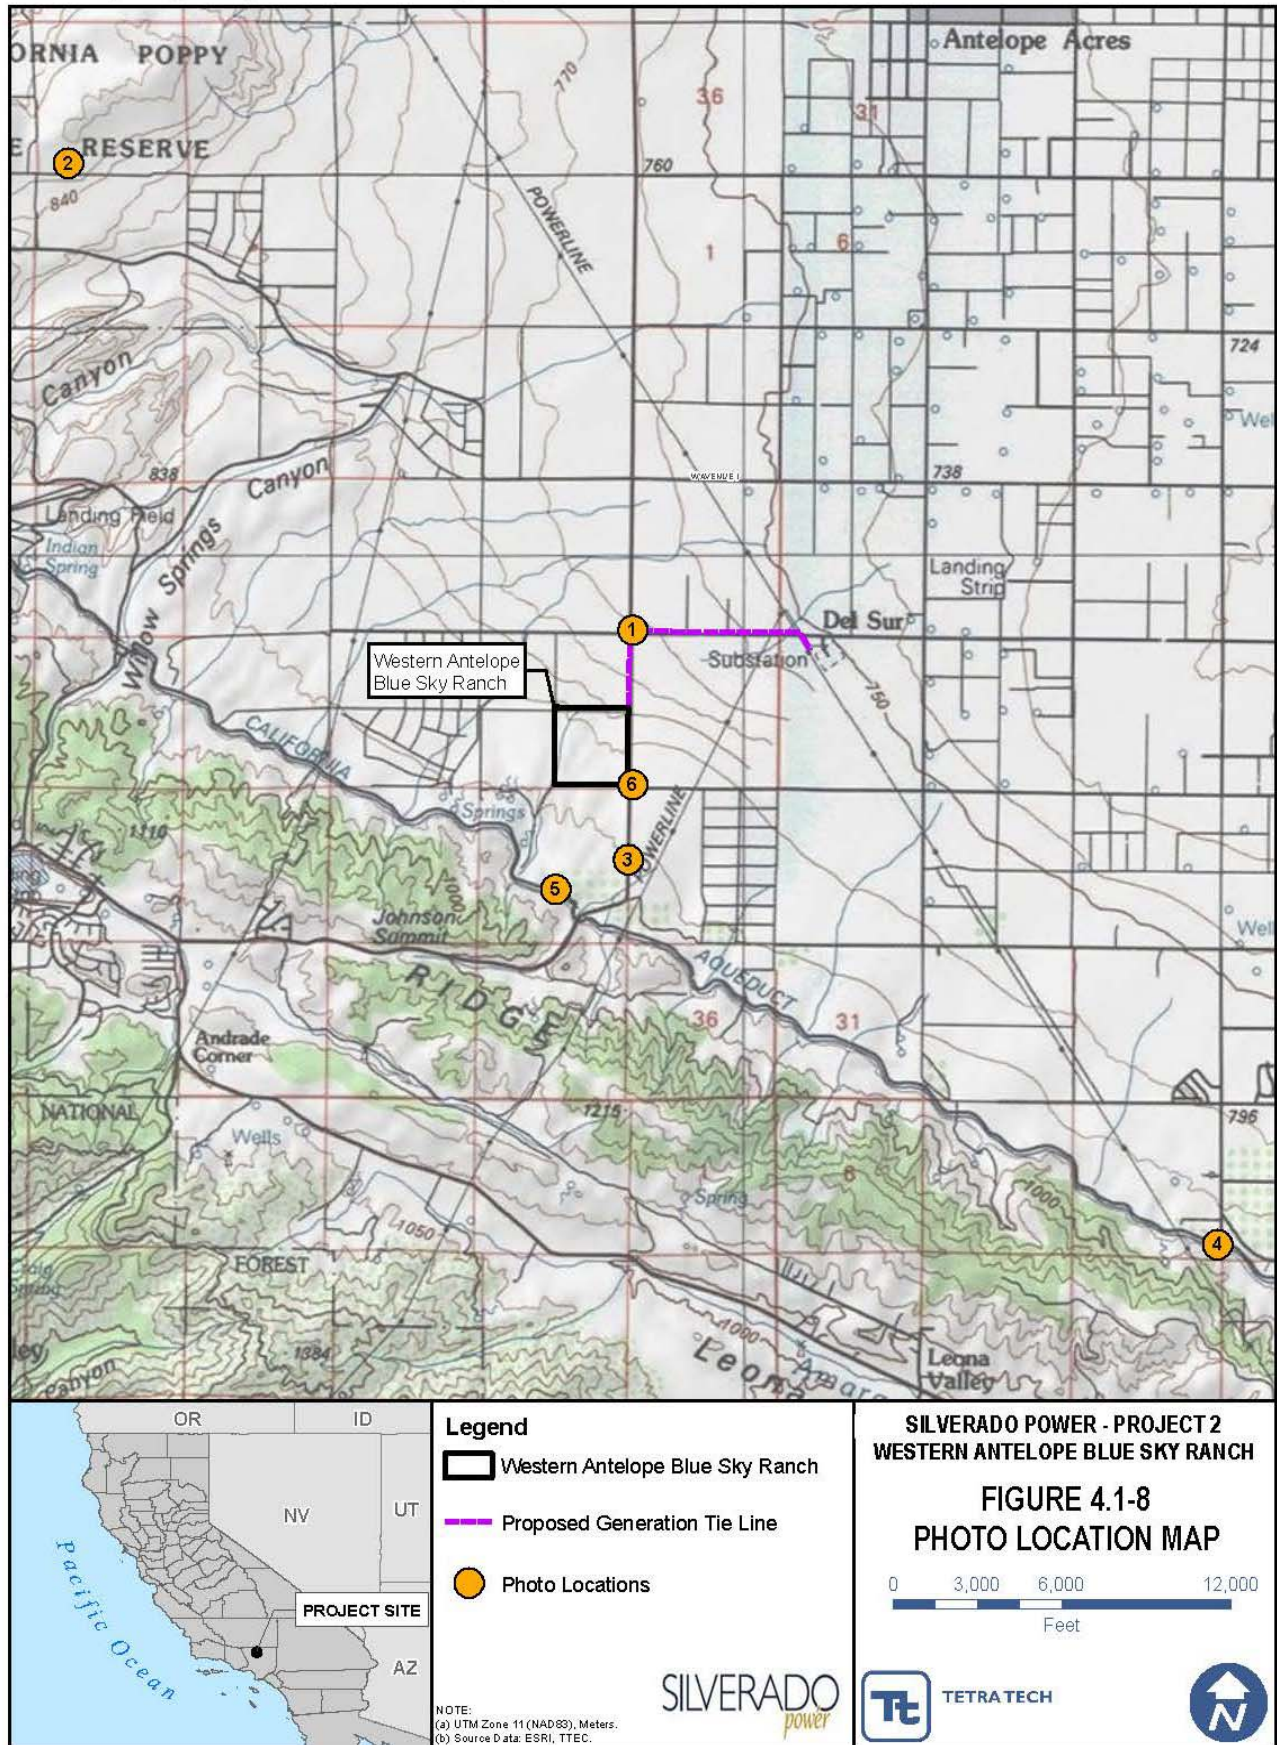 ORNIA POPPY
E RESERVE
2
840
770
36
31
Antelope Acres
760
POWERLINE
1
6
724
Canyon
838
Canyon
W AVENUE I
738
Wel
Landing Field
Indian
Spring
Willow Springs
Landing
Strip
1
Del Sur
Substation
Western Antelope
Blue Sky Ranch
750
CALIFORNIA
6
Springs
POWERLINE
1110
3
5
1000
Johnson
Summit
Well
RIDGE
AQUEDUCT
36
31
Andrade
Corner
NATIONAL
1215
796
Wells
6
Spring
1000
1050
4
FOREST
1384
1000
Leona
Leona
Valley
Canyon
OR
ID
NV
UT
AZ
Pacific Ocean
PROJECT SITE
Legend
Western Antelope Blue Sky Ranch
Proposed Generation Tie Line
Photo Locations
NOTE:
(a) UTM Zone 11 (NAD83), Meters.
(b) Source Data: ESRI, TTEC.
SILVERADO
power
SILVERADO POWER - PROJECT 2
WESTERN ANTELOPE BLUE SKY RANCH
FIGURE 4.1-8
PHOTO LOCATION MAP
0 3,000 6,000 12,000
Feet
Tt
TETRA TECH
N